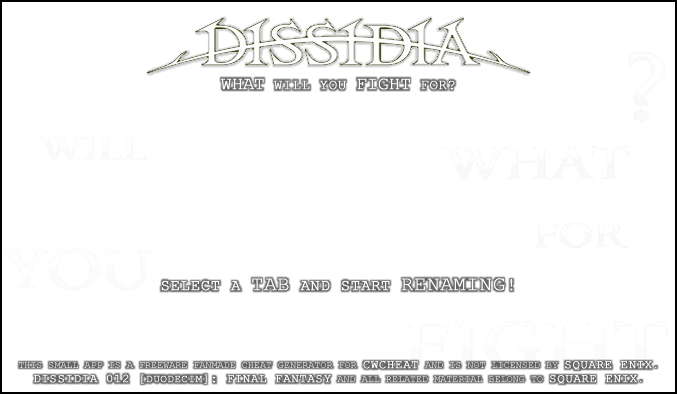 DISSIDIA
WHAT WILL YOU FIGHT FOR?
?
WILL
WHAT
FOR
YOU
SELECT A TAB AND START RENAMING!
FIGHT
THIS SMALL APP IS A FREEWARE FANMADE CHEAT GENERATOR FOR CWCHEAT AND IS NOT LICENSED BY SQUARE ENIX.
DISSIDIA 012 [DUODECIM]: FINAL FANTASY AND ALL RELATED MATERIAL BELONG TO SQUARE ENIX.